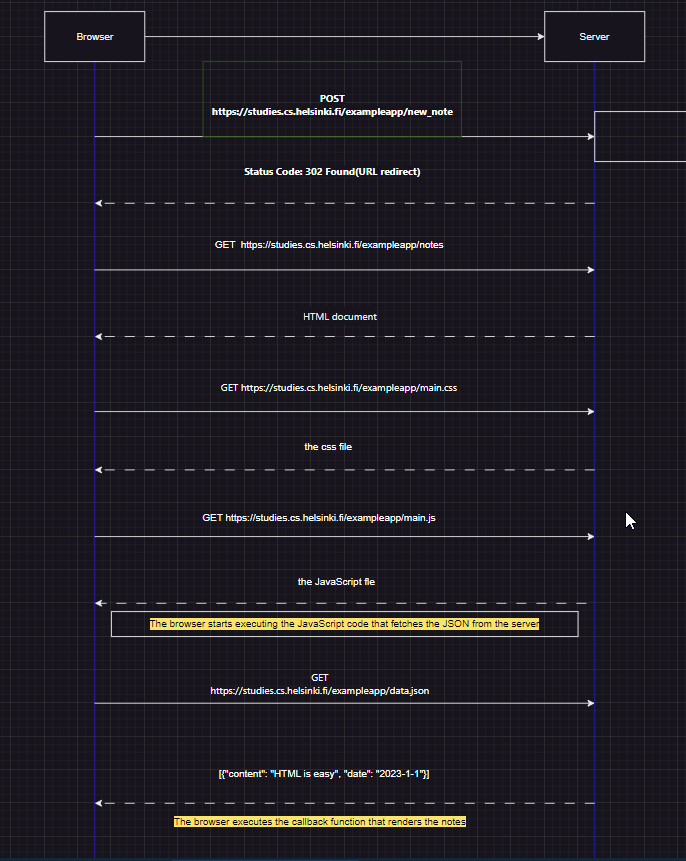 Browser
Server
POST
https://studies.cs.helsinki.fi/exampleapp/new_note
Status Code: 302 Found(URL redirect)
GET  https://studies.cs.helsinki.fi/exampleapp/notes
HTML document
GET https://studies.cs.helsinki.fi/exampleapp/main.css
the css file
GET https://studies.cs.helsinki.fi/exampleapp/main.js
the JavaScript fle
The browser starts executing the JavaScript code that fetches the JSON from the server
GET
https://studies.cs.helsinki.fi/exampleapp/data.json
[{"content": "HTML is easy", "date": "2023-1-1"}]
The browser executes the callback function that renders the notes